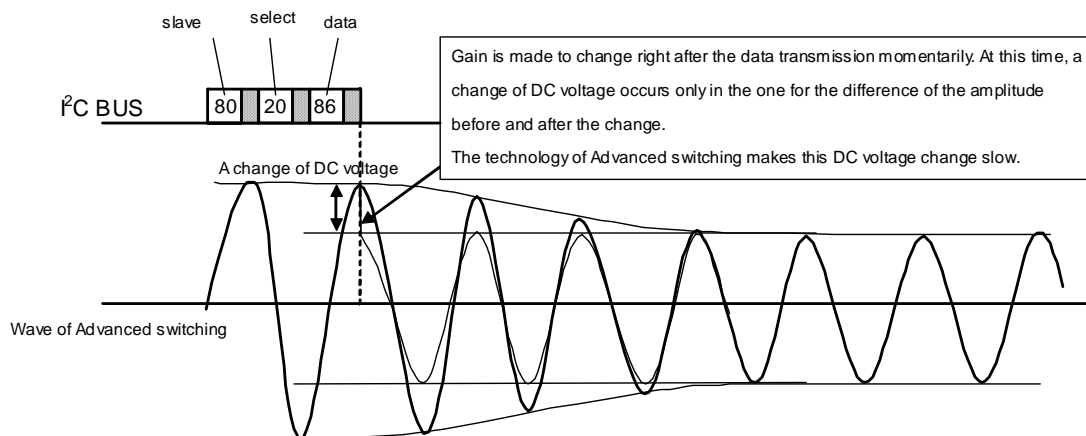 slave
select
data
I²C BUS
80
20
86
Gain is made to change right after the data transmission momentarily. At this time, a
change of DC voltage occurs only in the one for the difference of the amplitude
before and after the change.
The technology of Advanced switching makes this DC voltage change slow.
A change of DC voltage
Wave of Advanced switching